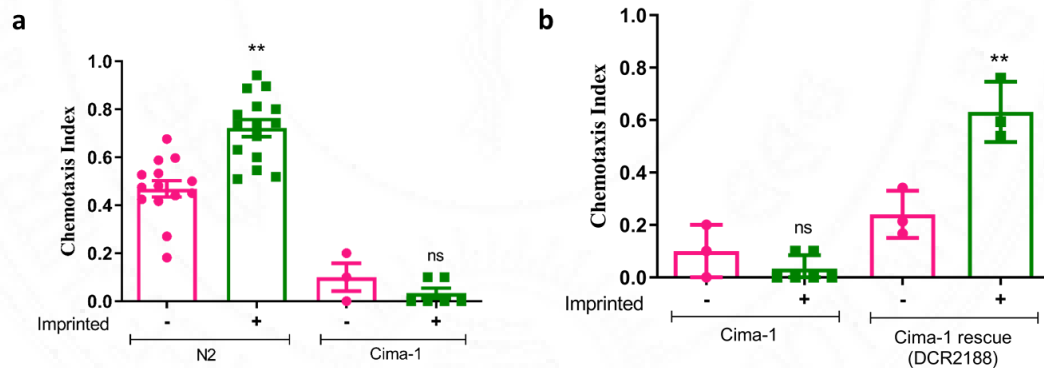 a
Chemotaxis Index
1.0
0.8
0.6
0.4
0.2
0.0
**
ns
Imprinted - + - +
N2 Cima-1
b
Chemotaxis Index
1.0
0.8
0.6
0.4
0.2
0.0
ns
**
Imprinted - + - +
Cima-1 Cima-1 rescue
(DCR2188)